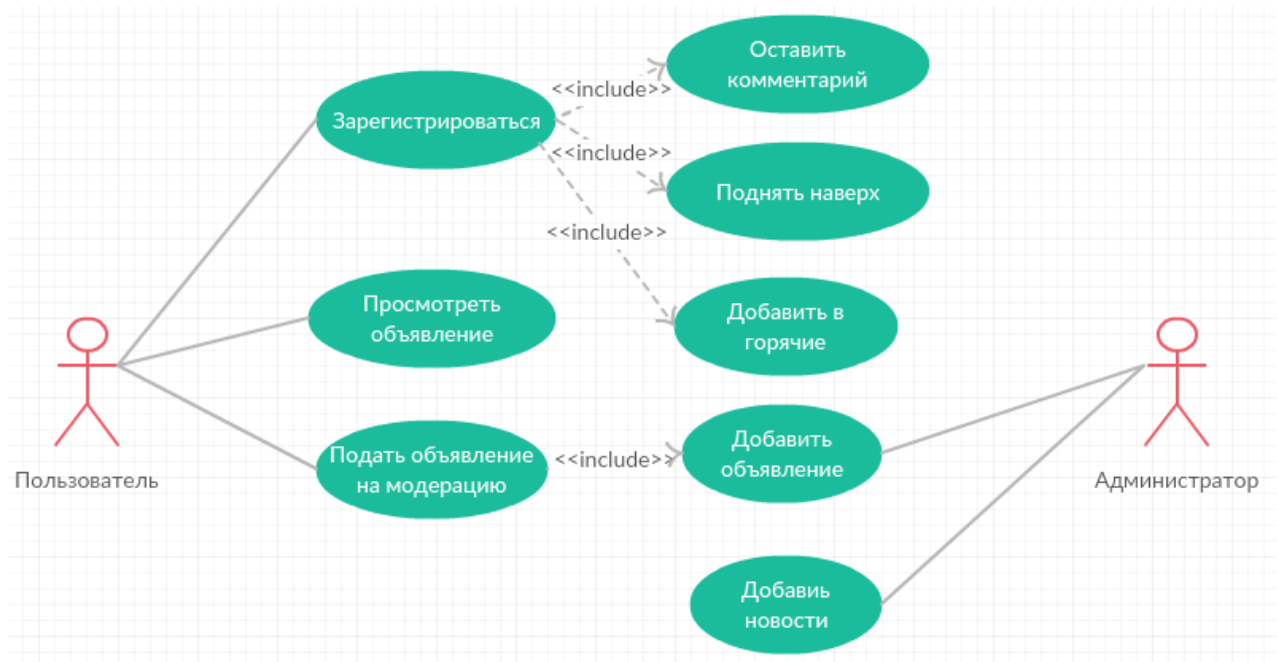 Оставить
комментарий
<<include>>
Зарегистрироваться
<<include>>
Поднять наверх
<<include>>
Просмотреть
объявление
Добавить в
горячие
Подать объявление
на модерацию
<<include>>
Добавить
объявление
Пользователь
Администратор
Добавиь
новости